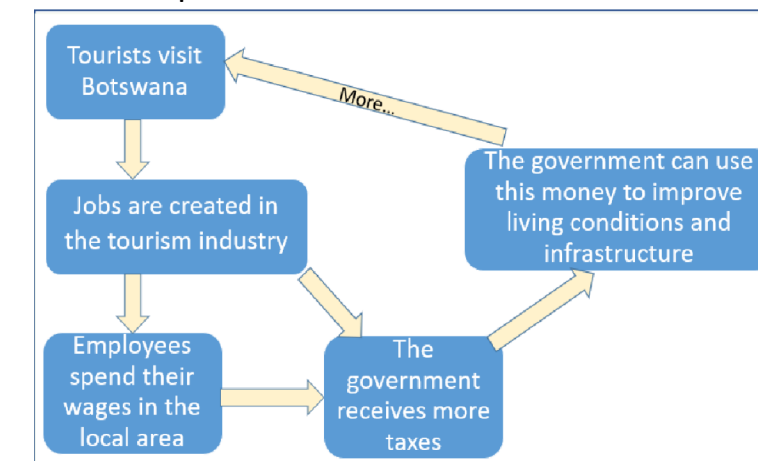 Tourists visit
Botswana
More...
The government can use
this money to improve
living conditions and
infrastructure
Jobs are created in
the tourism industry
Employees
spend their
wages in the
local area
The
government
receives more
taxes